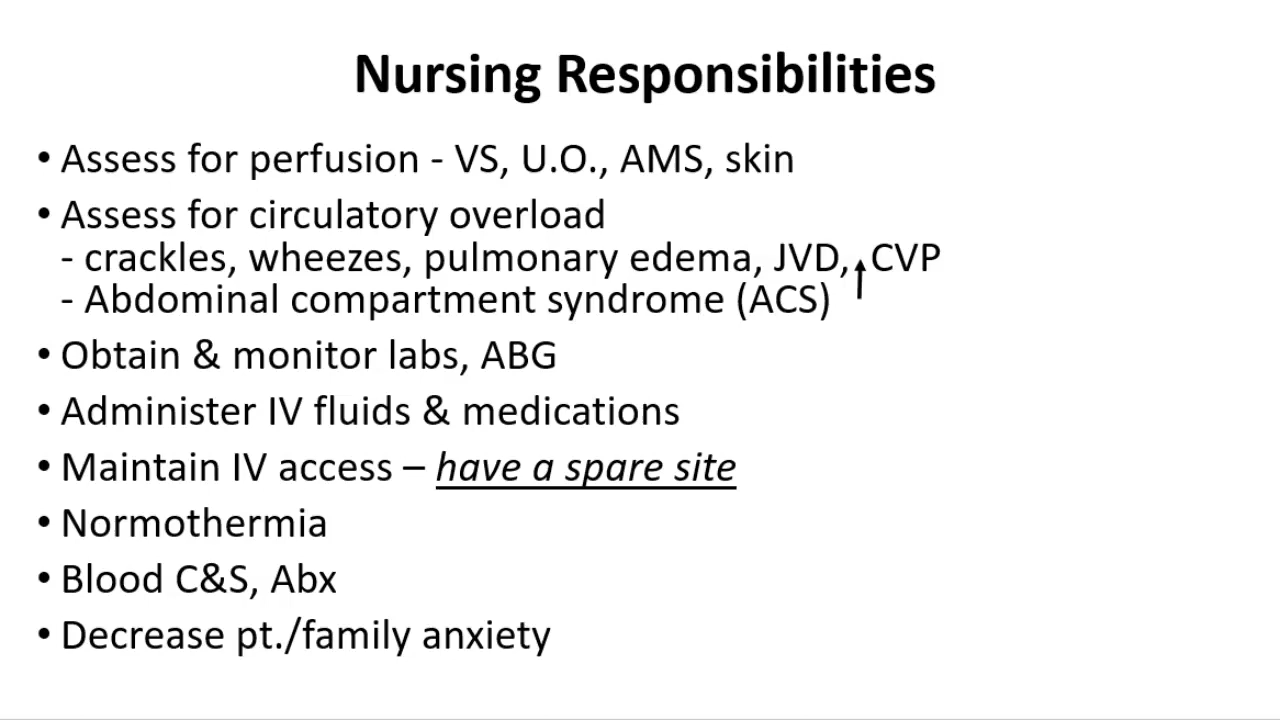 Nursing Responsibilities
• Assess for perfusion - VS, U.O., AMS, skin
• Assess for circulatory overload
- crackles, wheezes, pulmonary edema, JVD, ↑CVP
- Abdominal compartment syndrome (ACS)
• Obtain & monitor labs, ABG
• Administer IV fluids & medications
• Maintain IV access – have a spare site
• Normothermia
• Blood C&S, Abx
• Decrease pt./family anxiety